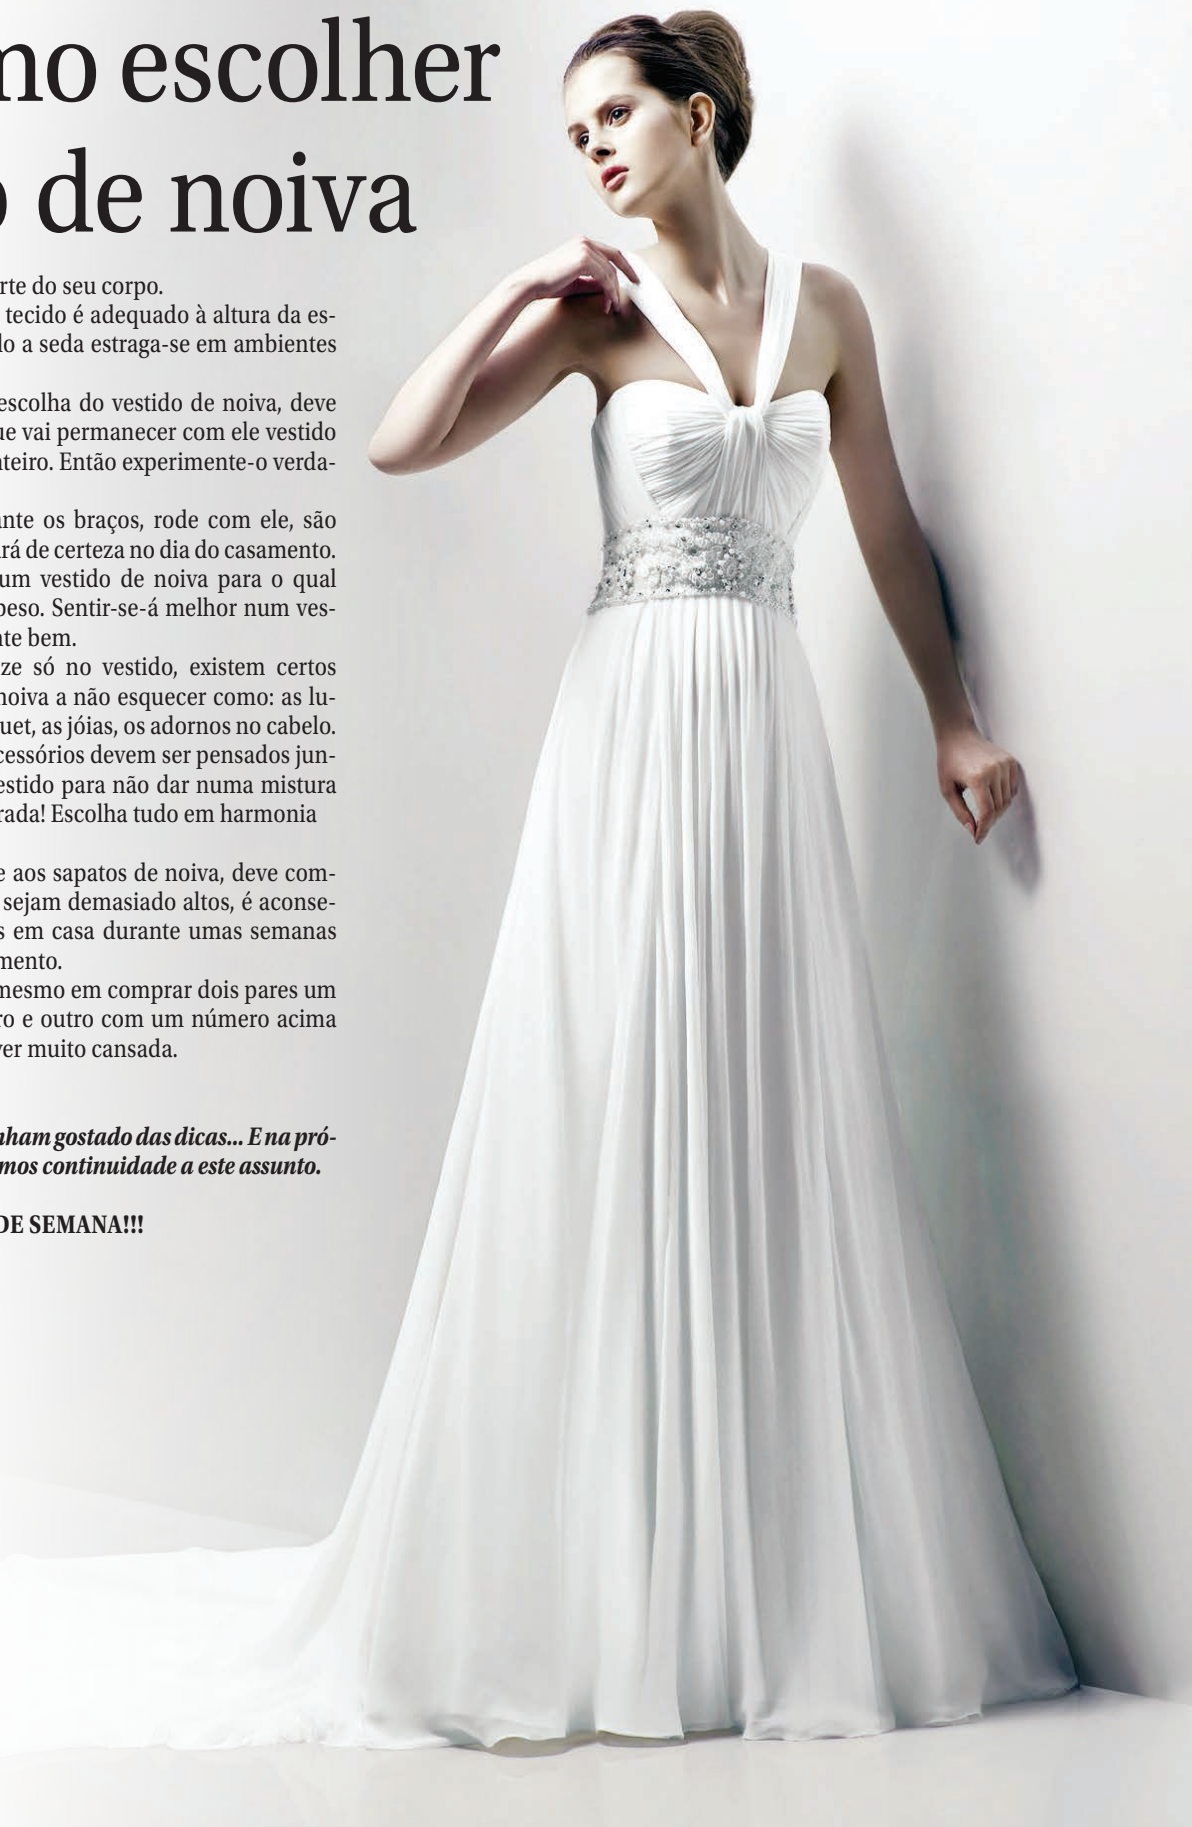 mo escolher
o de noiva
rte do seu corpo.
tecido é adequado à altura da es-
do a seda estraga-se em ambientes
escolha do vestido de noiva, deve
ue vai permanecer com ele vestido
nteiro. Então experimente-o verda-
ante os braços, rode com ele, são
ará de certeza no dia do casamento.
um vestido de noiva para o qual
peso. Sentir-se-á melhor num ves-
nte bem.
ze só no vestido, existem certos
noiva a não esquecer como: as lu-
quet, as jóias, os adornos no cabelo.
cessórios devem ser pensados jun-
estido para não dar numa mistura
rada! Escolha tudo em harmonia
e aos sapatos de noiva, deve com-
sejam demasiado altos, é aconse-
s em casa durante umas semanas
mento.
mesmo em comprar dois pares um
ro e outro com um número acima
ver muito cansada.
nham gostado das dicas... E na pró-
mos continuidade a este assunto.
DE SEMANA!!!